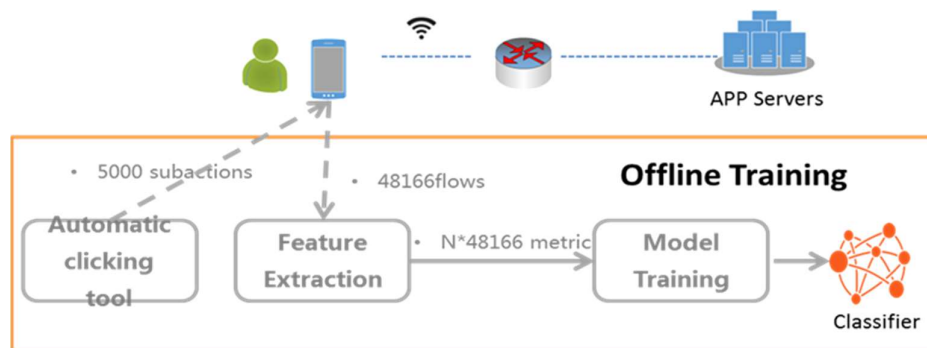 APP Servers
• 5000 subactions
• 48166flows
Offline Training
Automatic
clicking
tool
Feature
Extraction
• N*48166 metric
Model
Training
Classifier